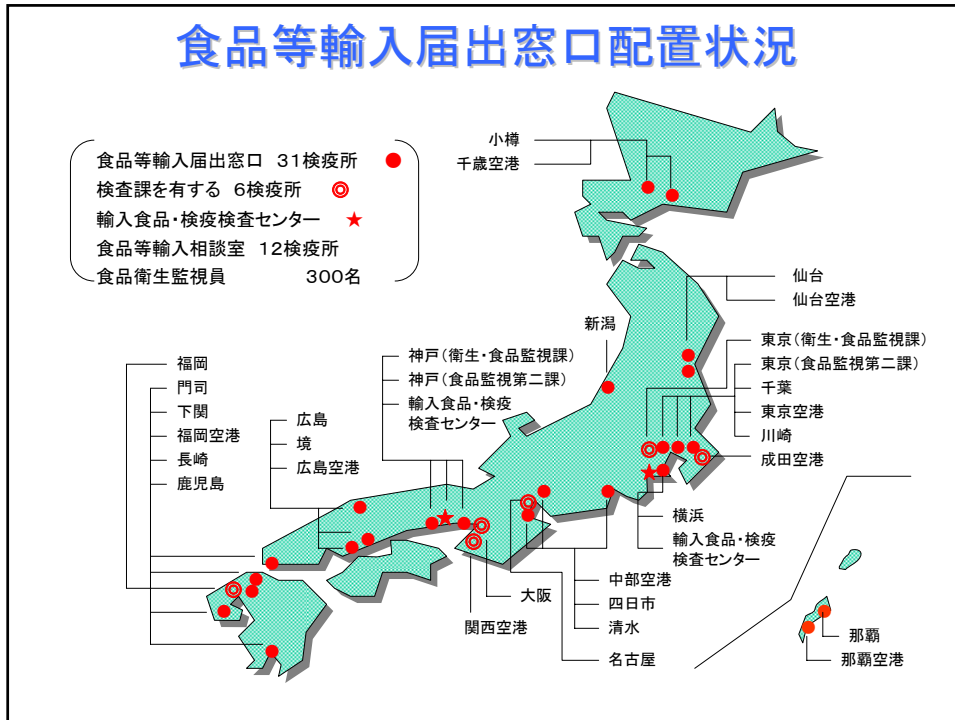 食品等輸入届出窓口配置状況
食品等輸入届出窓口 31検疫所 ●
検査課を有する 6検疫所 ◎
輸入食品・検疫検査センター ★
食品等輸入相談室 12検疫所
食品衛生監視員 300名
小樽
千歳空港
仙台
仙台空港
新潟
東京(衛生・食品監視課)
東京(食品監視第二課)
千葉
東京空港
川崎
成田空港
神戸(衛生・食品監視課)
神戸(食品監視第二課)
輸入食品・検疫
検査センター
福岡
門司
下関
福岡空港
長崎
鹿児島
広島
境
広島空港
横浜
輸入食品・検疫
検査センター
中部空港
四日市
清水
名古屋
大阪
関西空港
那覇
那覇空港